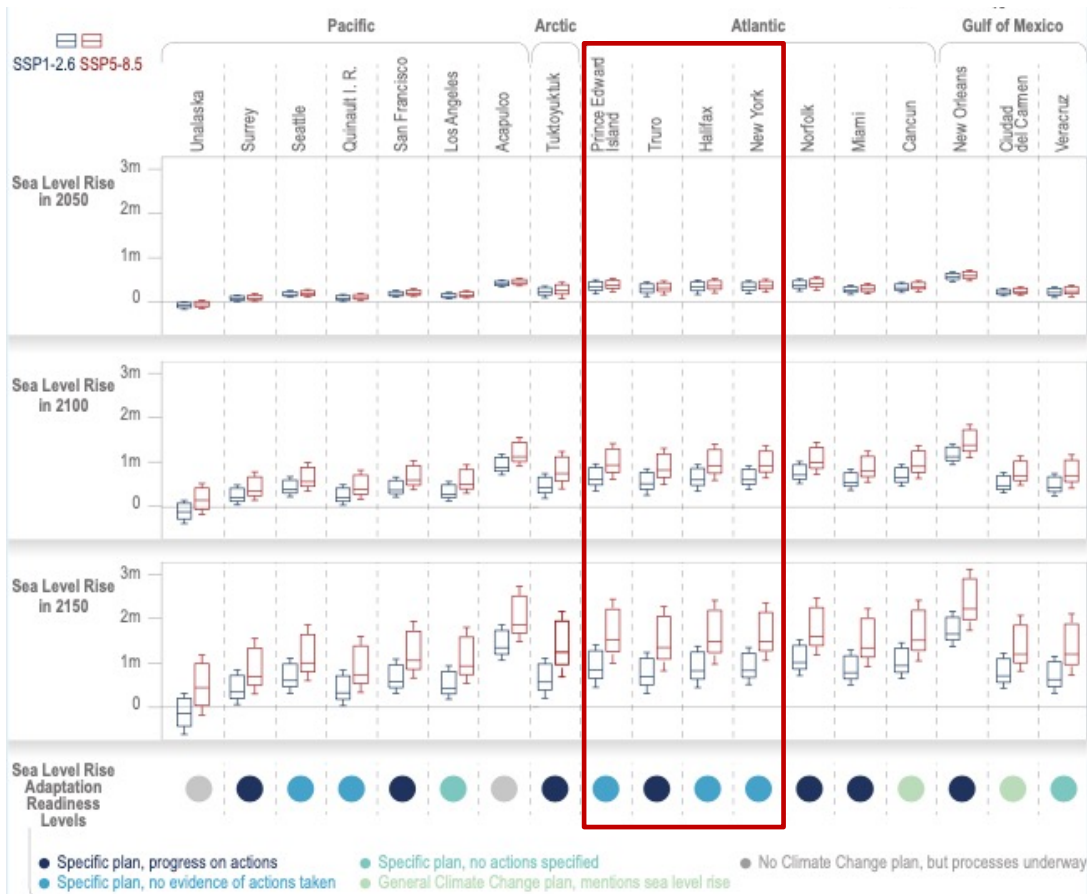 Pacific Arctic Atlantic Gulf of Mexico
SSP1-2.6 SSP5-8.5
Unalaska
Surrey
Seattle
Quinault I. R.
San Francisco
Los Angeles
Acapulco
Tuktoyuktuk
Prince Edward
Island
Truro
Halifax
New York
Norfolk
Miami
Cancun
New Orleans
Ciudad
del Carmen
Veracruz
Sea Level Rise
in 2050
3m
2m
1m
0
Sea Level Rise
in 2100
3m
2m
1m
0
Sea Level Rise
in 2150
3m
2m
1m
0
Sea Level Rise
Adaptation
Readiness
Levels
Specific plan, progress on actions
Specific plan, no actions specified
No Climate Change plan, but processes underway
Specific plan, no evidence of actions taken
General Climate Change plan, mentions sea level rise